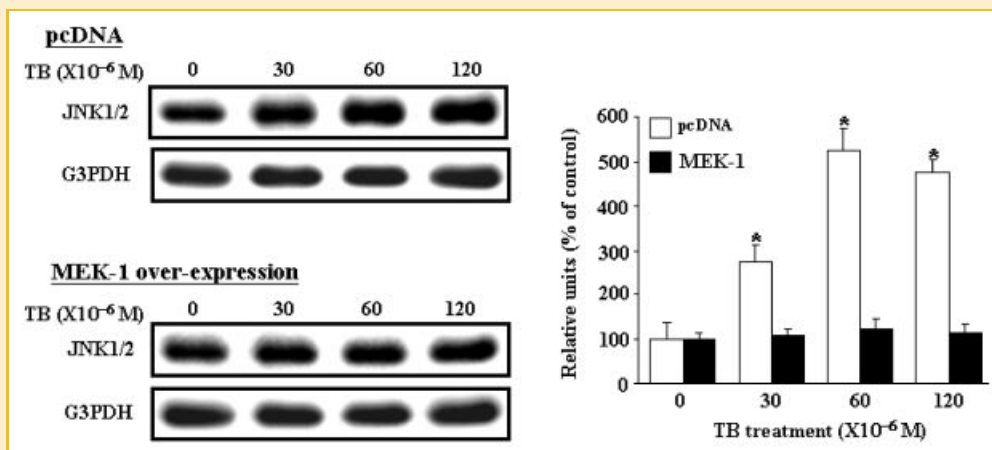 pcDNA
TB (X10⁻⁶ M) 0 30 60 120
JNK1/2
G3PDH
MEK-1 over-expression
TB (X10⁻⁶ M) 0 30 60 120
JNK1/2
G3PDH
Relative units (% of control)
600
500
400
300
200
100
0
pcDNA
MEK-1
* * *
0 30 60 120
TB treatment (X10⁻⁶ M)